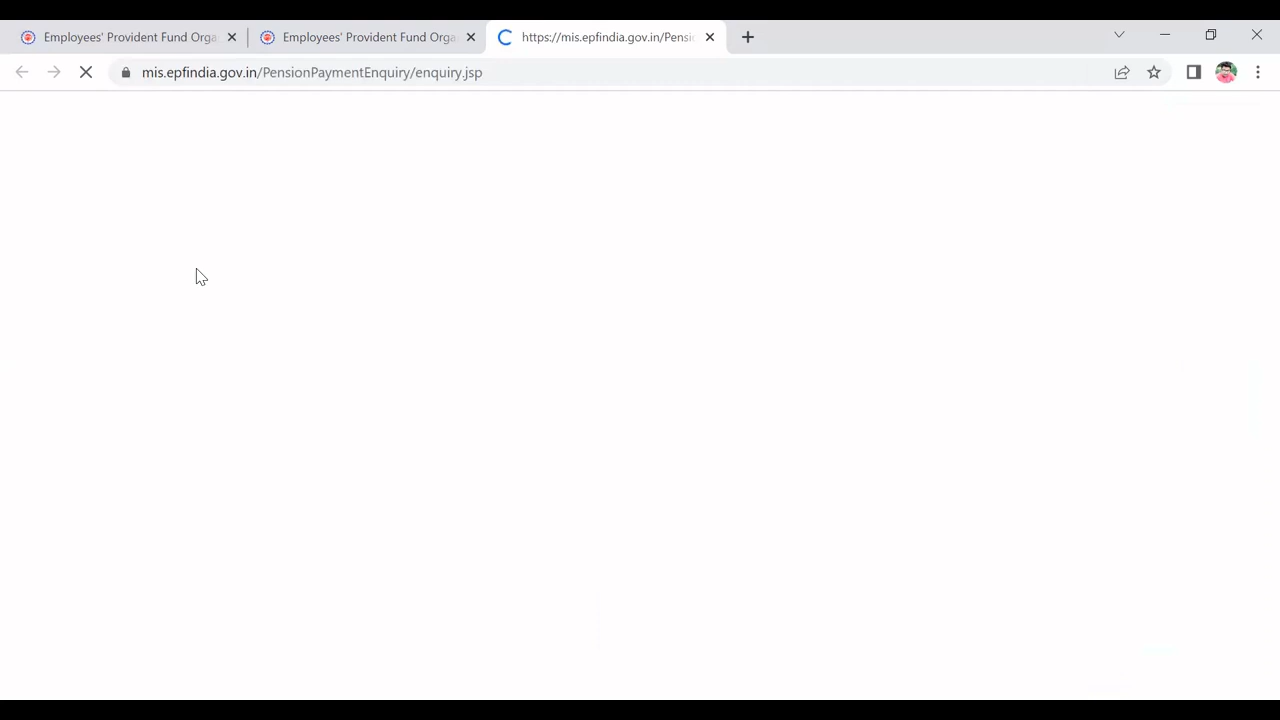 Employees' Provident Fund Orga
Employees' Provident Fund Orga
https://mis.epfindia.gov.in/Pensio
mis.epfindia.gov.in/PensionPaymentEnquiry/enquiry.jsp